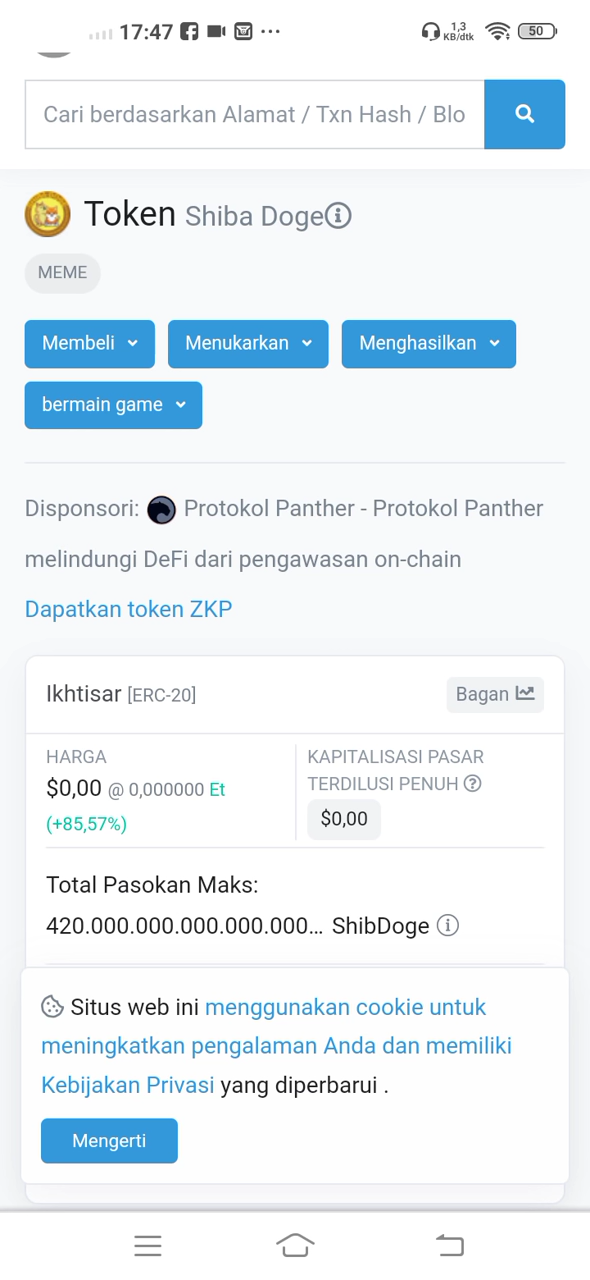 17:47
1,3
KB/dtk
50
Cari berdasarkan Alamat / Txn Hash / Blo
Token Shiba Doge
MEME
Membeli
Menukarkan
Menghasilkan
bermain game
Disponsori: Protokol Panther - Protokol Panther
melindungi DeFi dari pengawasan on-chain
Dapatkan token ZKP
Ikhtisar [ERC-20]
Bagan
HARGA
$0,00 @ 0,000000 Et
(+85,57%)
KAPITALISASI PASAR
TERDILUSI PENUH
$0,00
Total Pasokan Maks:
420.000.000.000.000.000... ShibDoge
Situs web ini menggunakan cookie untuk
meningkatkan pengalaman Anda dan memiliki
Kebijakan Privasi yang diperbarui .
Mengerti